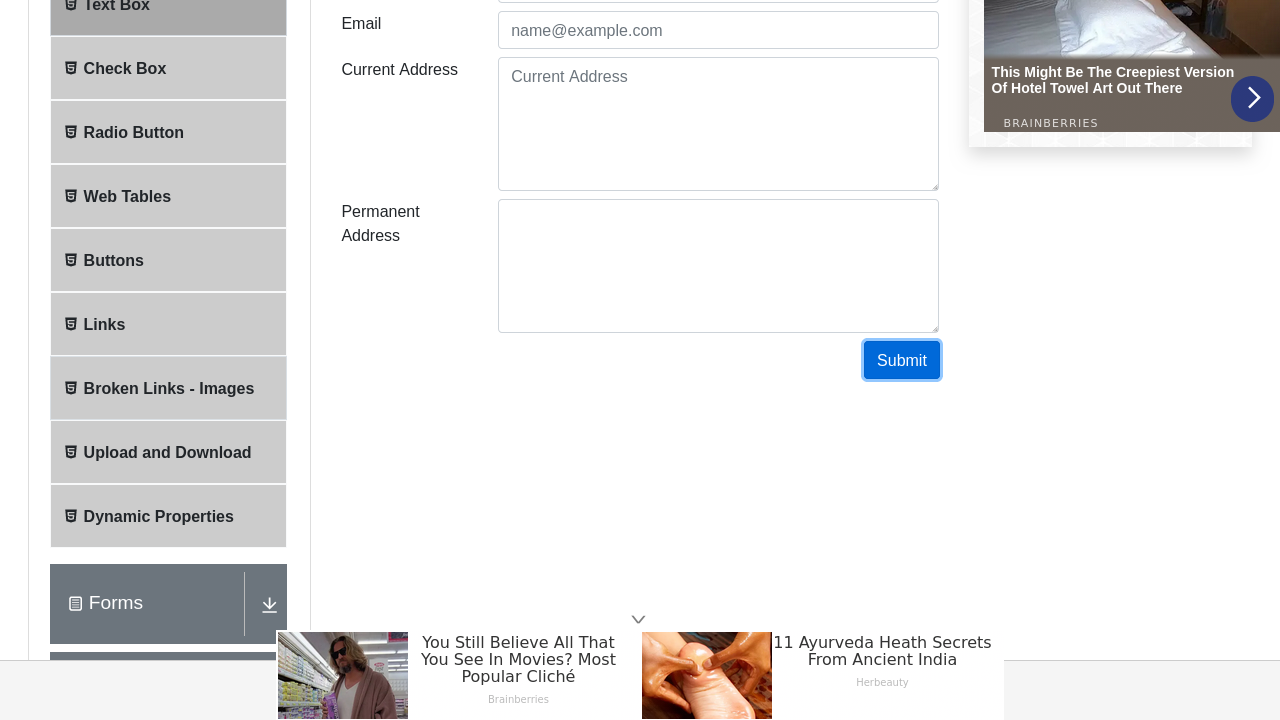 Text Box
Check Box
Radio Button
Web Tables
Buttons
Links
Broken Links - Images
Upload and Download
Dynamic Properties
Forms
Email
name@example.com
Current Address
Current Address
Permanent
Address
Submit
This Might Be The Creepiest Version
Of Hotel Towel Art Out There
BRAINBERRIES
You Still Believe All That
You See In Movies? Most
Popular Cliché
Brainberries
11 Ayurveda Heath Secrets
From Ancient India
Herbeauty